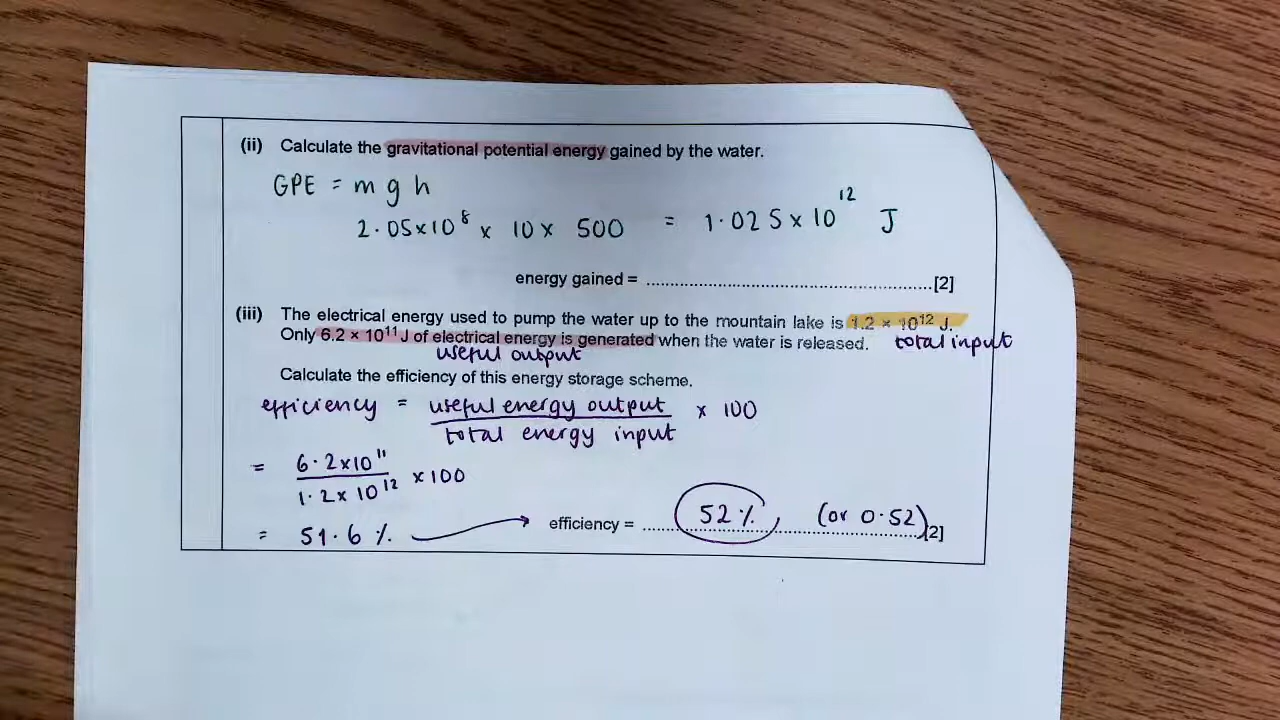 (ii) Calculate the gravitational potential energy gained by the water.
GPE = m g h
2.05×10⁸ × 10 × 500 = 1.025×10¹² J
energy gained = ........................................................[2]
(iii) The electrical energy used to pump the water up to the mountain lake is 1.2 × 10¹² J.
Only 6.2 × 10¹¹ J of electrical energy is generated when the water is released. total input
useful output
Calculate the efficiency of this energy storage scheme.
efficiency = useful energy output × 100
total energy input
= 6.2×10¹¹ × 100
1.2×10¹²
= 51.6 %
efficiency = ........ 52 %, (or 0.52) ........[2]